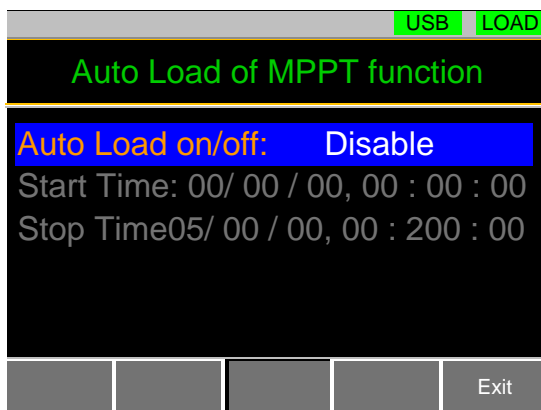 USB LOAD
Auto Load of MPPT function
Auto Load on/off: Disable
Start Time: 00/ 00 / 00, 00 : 00 : 00
Stop Time05/ 00 / 00, 00 : 200 : 00
Exit